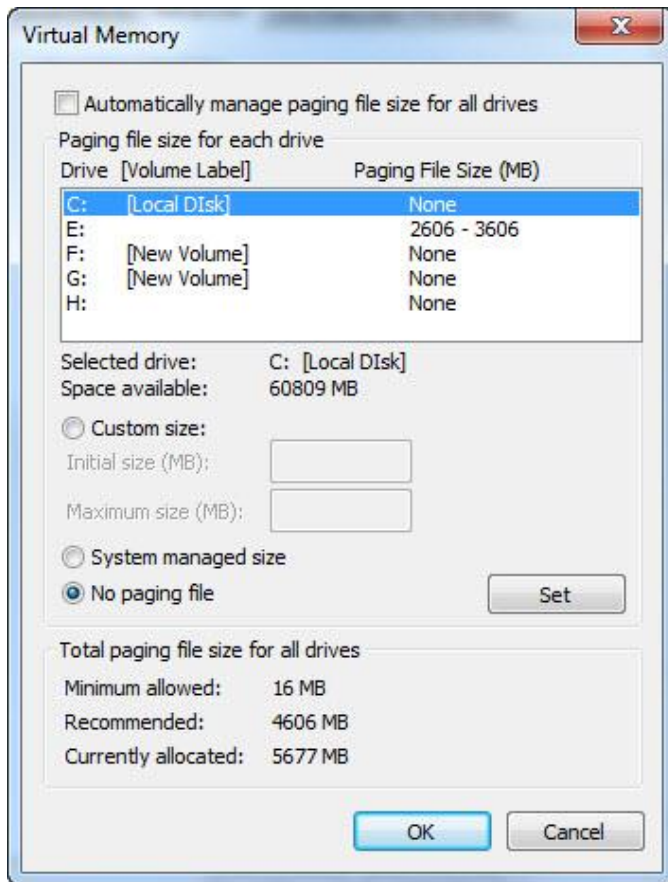 Virtual Memory
Automatically manage paging file size for all drives
Paging file size for each drive
Drive [Volume Label] Paging File Size (MB)
C: [Local DIsk] None
E: 2606 - 3606
F: [New Volume] None
G: [New Volume] None
H: None
Selected drive: C: [Local DIsk]
Space available: 60809 MB
Custom size:
Initial size (MB):
Maximum size (MB):
System managed size
No paging file Set
Total paging file size for all drives
Minimum allowed: 16 MB
Recommended: 4606 MB
Currently allocated: 5677 MB
OK Cancel